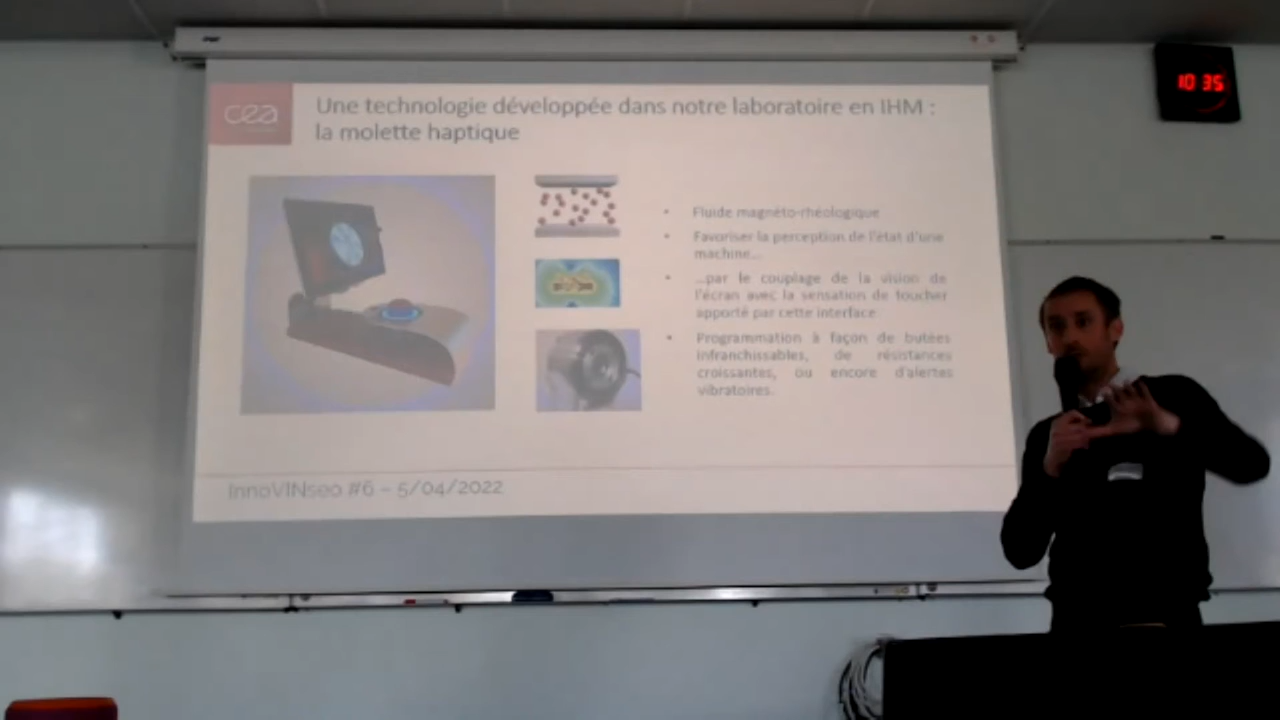 cea
Une technologie développée dans notre laboratoire en IHM :
la molette haptique
• Fluide magnéto-rhéologique
• Favoriser la perception de l'état d'une
machine...
• ...par le couplage de la vision de
l'écran avec la sensation de toucher
apporté par cette interface
• Programmation à façon de butées
infranchissables, de résistances
croissantes, ou encore d'alertes
vibratoires.
InnoVINseo #6 – 5/04/2022
10 35